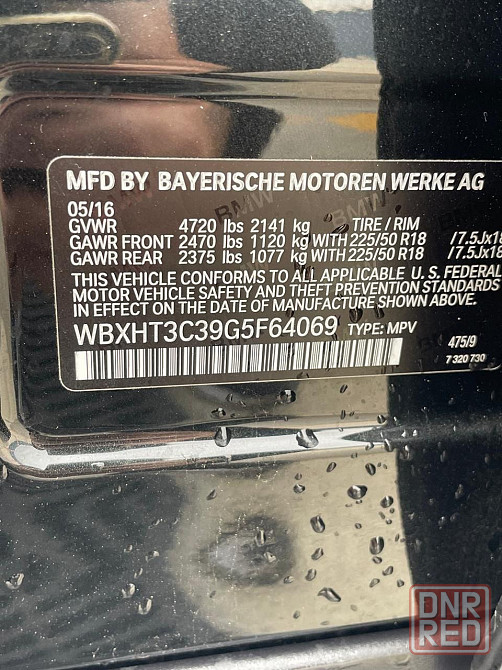 MFD BY BAYERISCHE MOTOREN WERKE AG
05/16
GVWR 4720 lbs 2141 kg TIRE / RIM
GAWR FRONT 2470 lbs 1120 kg WITH 225/50 R18 /7.5Jx18
GAWR REAR 2375 lbs 1077 kg WITH 225/50 R18 /7.5Jx18
THIS VEHICLE CONFORMS TO ALL APPLICABLE U. S. FEDERAL
MOTOR VEHICLE SAFETY AND THEFT PREVENTION STANDARDS
IN EFFECT ON THE DATE OF MANUFACTURE SHOWN ABOVE.
WBXHT3C39G5F64069 TYPE: MPV 475/9
7 320 730
BMW
BMW
BMW
DNR
RED